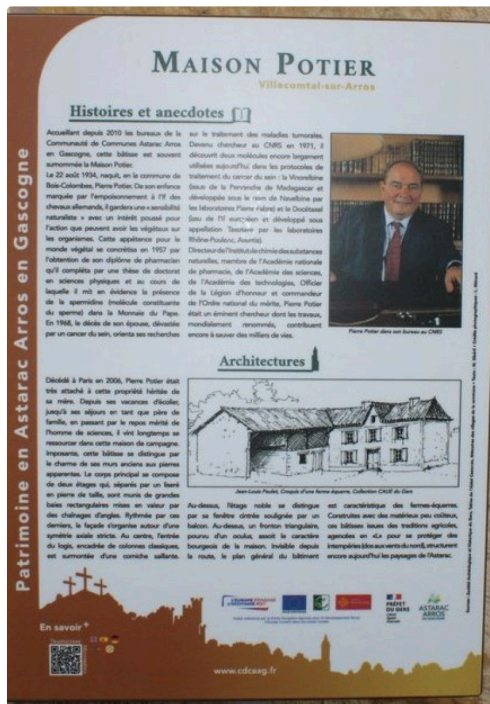 MAISON POTIER
Villecomtal-sur-Arros
Patrimoine en Astarac Arros en Gascogne
Histoires et anecdotes
Accueillant depuis 2010 les bureaux de la
Communauté de Communes Astarac Arros
en Gascogne, cette bâtisse est souvent
surnommée la Maison Potier.
Le 22 août 1934, naquit, en la commune de
Bois-Colombes, Pierre Potier. De son enfance
marquée par l'empoisonnement à l'if des
chevaux allemands, il gardera une « sensibilité
naturaliste » avec un intérêt poussé pour
l'action que peuvent avoir les végétaux sur
les organismes. Cette appétence pour le
monde végétal se concrétise en 1957 par
l'obtention de son diplôme de pharmacien
qu'il complète par une thèse de doctorat
en sciences physiques et au cours de
laquelle il mit en évidence la présence
de la spermidine (molécule constituante
du sperme) dans la Monnaie du Pape.
En 1968, le décès de son épouse, dévastée
par un cancer du sein, orienta ses recherches
sur le traitement des maladies tumorales.
Devenu chercheur au CNRS en 1971, il
découvrit deux molécules encore largement
utilisées aujourd'hui dans les protocoles de
traitement du cancer du sein : la Vinorelbine
(issue de la Pervenche de Madagascar et
développée sous le nom de Navelbine par
les laboratoires Pierre Fabre) et le Docétaxel
(issu de l'if européen et développé sous
appellation Taxotère par les laboratoires
Rhône-Poulenc, Aventis).
Directeur de l'Institut de chimie des substances
naturelles, membre de l'Académie nationale
de pharmacie, de l'Académie des sciences,
de l'Académie des technologies, Officier
de la Légion d'honneur et commandeur
de l'Ordre national du mérite, Pierre Potier
était un éminent chercheur dont les travaux,
mondialement renommés, contribuent
encore à sauver des milliers de vies.
Pierre Potier dans son bureau au CNRS
Architectures
Décédé à Paris en 2006, Pierre Potier était
très attaché à cette propriété héritée de
sa mère. Depuis ses vacances d'écolier,
jusqu'à ses séjours en tant que père de
famille, en passant par le repos mérité de
l'homme de sciences, il vint longtemps se
ressourcer dans cette maison de campagne.
Imposante, cette bâtisse se distingue par
le charme de ses murs anciens aux pierres
apparentes. Le corps principal se compose
de deux étages qui, séparés par un liseré
en pierre de taille, sont munis de grandes
baies rectangulaires mises en valeur par
des chaînages d'angles. Rythmée par ces
derniers, la façade s'organise autour d'une
symétrie axiale stricte. Au centre, l'entrée
du logis, encadrée de colonnes classiques,
est surmontée d'une corniche saillante.
Jean-Louis Paulet, Croquis d'une ferme équerre, Collection CAUE du Gers
Au-dessus, l'étage noble se distingue
par sa fenêtre cintrée soulignée par un
balcon. Au-dessus, un fronton triangulaire,
pourvu d'un oculus, assoit le caractère
bourgeois de la maison. Invisible depuis
la route, le plan général du bâtiment
est caractéristique des fermes-équerres.
Construites avec des matériaux peu coûteux,
ces bâtisses issues des traditions agricoles,
agencées en «L» pour se protéger des
intempéries (dos aux vents du nord), structurent
encore aujourd'hui les paysages de l'Astarac.
En savoir+
PRÉFET
DU GERS
ASTARAC
ARROS
www.cdcaag.fr